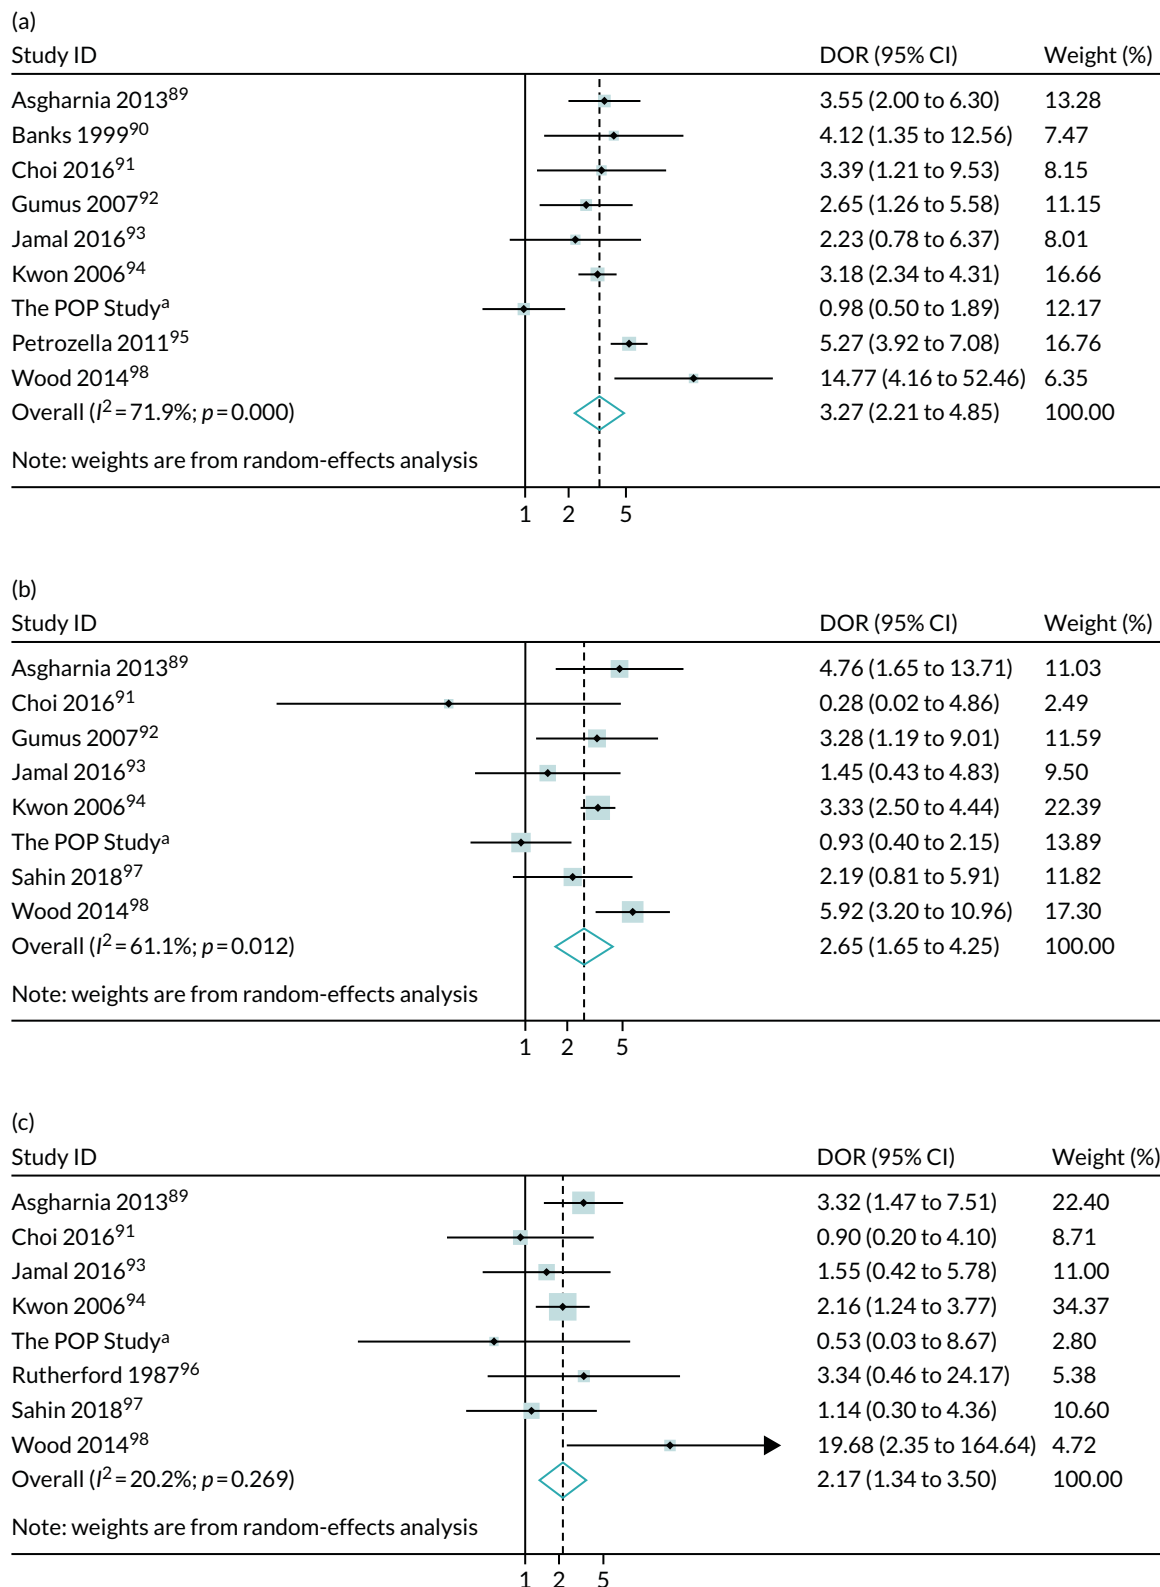 (a)
Study ID DOR (95% CI) Weight (%)
Asgharnia 2013⁸⁹ 3.55 (2.00 to 6.30) 13.28
Banks 1999⁹⁰ 4.12 (1.35 to 12.56) 7.47
Choi 2016⁹¹ 3.39 (1.21 to 9.53) 8.15
Gumus 2007⁹² 2.65 (1.26 to 5.58) 11.15
Jamal 2016⁹³ 2.23 (0.78 to 6.37) 8.01
Kwon 2006⁹⁴ 3.18 (2.34 to 4.31) 16.66
The POP Studyᵃ 0.98 (0.50 to 1.89) 12.17
Petrozella 2011⁹⁵ 5.27 (3.92 to 7.08) 16.76
Wood 2014⁹⁸ 14.77 (4.16 to 52.46) 6.35
Overall (I² = 71.9%; p = 0.000) 3.27 (2.21 to 4.85) 100.00
Note: weights are from random-effects analysis
1 2 5
(b)
Study ID DOR (95% CI) Weight (%)
Asgharnia 2013⁸⁹ 4.76 (1.65 to 13.71) 11.03
Choi 2016⁹¹ 0.28 (0.02 to 4.86) 2.49
Gumus 2007⁹² 3.28 (1.19 to 9.01) 11.59
Jamal 2016⁹³ 1.45 (0.43 to 4.83) 9.50
Kwon 2006⁹⁴ 3.33 (2.50 to 4.44) 22.39
The POP Studyᵃ 0.93 (0.40 to 2.15) 13.89
Sahin 2018⁹⁷ 2.19 (0.81 to 5.91) 11.82
Wood 2014⁹⁸ 5.92 (3.20 to 10.96) 17.30
Overall (I² = 61.1%; p = 0.012) 2.65 (1.65 to 4.25) 100.00
Note: weights are from random-effects analysis
1 2 5
(c)
Study ID DOR (95% CI) Weight (%)
Asgharnia 2013⁸⁹ 3.32 (1.47 to 7.51) 22.40
Choi 2016⁹¹ 0.90 (0.20 to 4.10) 8.71
Jamal 2016⁹³ 1.55 (0.42 to 5.78) 11.00
Kwon 2006⁹⁴ 2.16 (1.24 to 3.77) 34.37
The POP Studyᵃ 0.53 (0.03 to 8.67) 2.80
Rutherford 1987⁹⁶ 3.34 (0.46 to 24.17) 5.38
Sahin 2018⁹⁷ 1.14 (0.30 to 4.36) 10.60
Wood 2014⁹⁸ 19.68 (2.35 to 164.64) 4.72
Overall (I² = 20.2%; p = 0.269) 2.17 (1.34 to 3.50) 100.00
Note: weights are from random-effects analysis
1 2 5